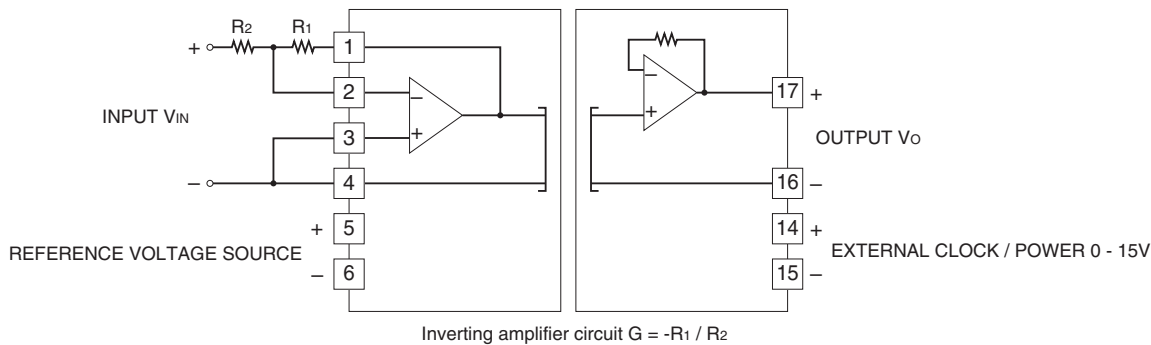 R2 R1
+ 1
2 − − 17 +
INPUT VIN + +
3 OUTPUT VO
− 4 16 −
+ 5 14 +
REFERENCE VOLTAGE SOURCE EXTERNAL CLOCK / POWER 0 - 15V
− 6 15 −
Inverting amplifier circuit G = -R1 / R2